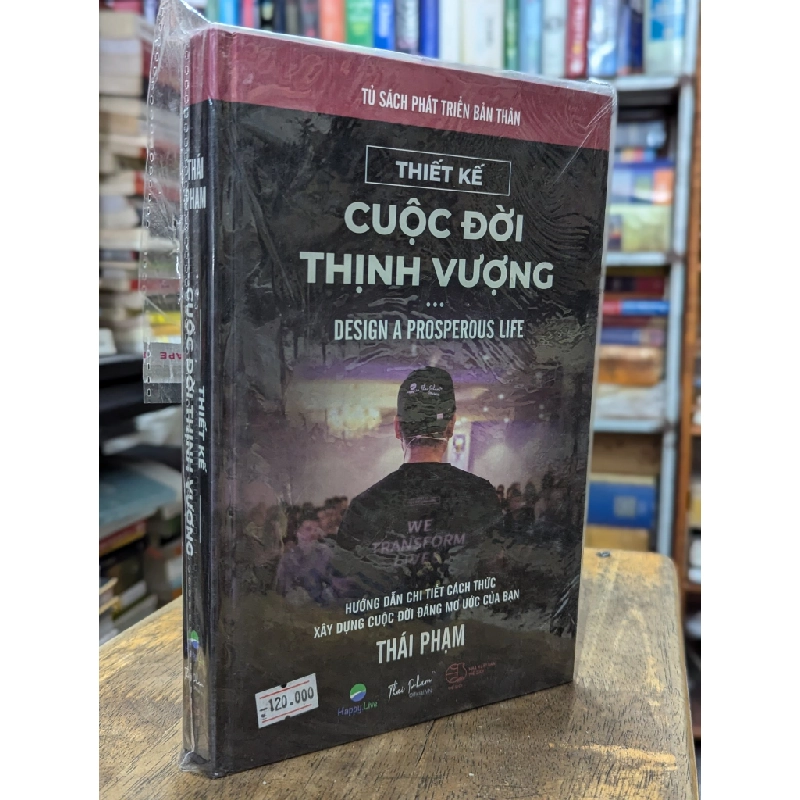 TỦ SÁCH PHÁT TRIỂN BẢN THÂN
THIẾT KẾ
CUỘC ĐỜI
THỊNH VƯỢNG
DESIGN A PROSPEROUS LIFE
WE
TRANSFORM
HƯỚNG DẪN CHI TIẾT CÁCH THỨC
XÂY DỰNG CUỘC ĐỜI ĐÁNG MƠ ƯỚC CỦA BẠN
THÁI PHẠM
Happy.Live
Thai Pham
120.000
THÁI
PHẠM
THIẾT KẾ
CUỘC ĐỜI THỊNH VƯỢNG